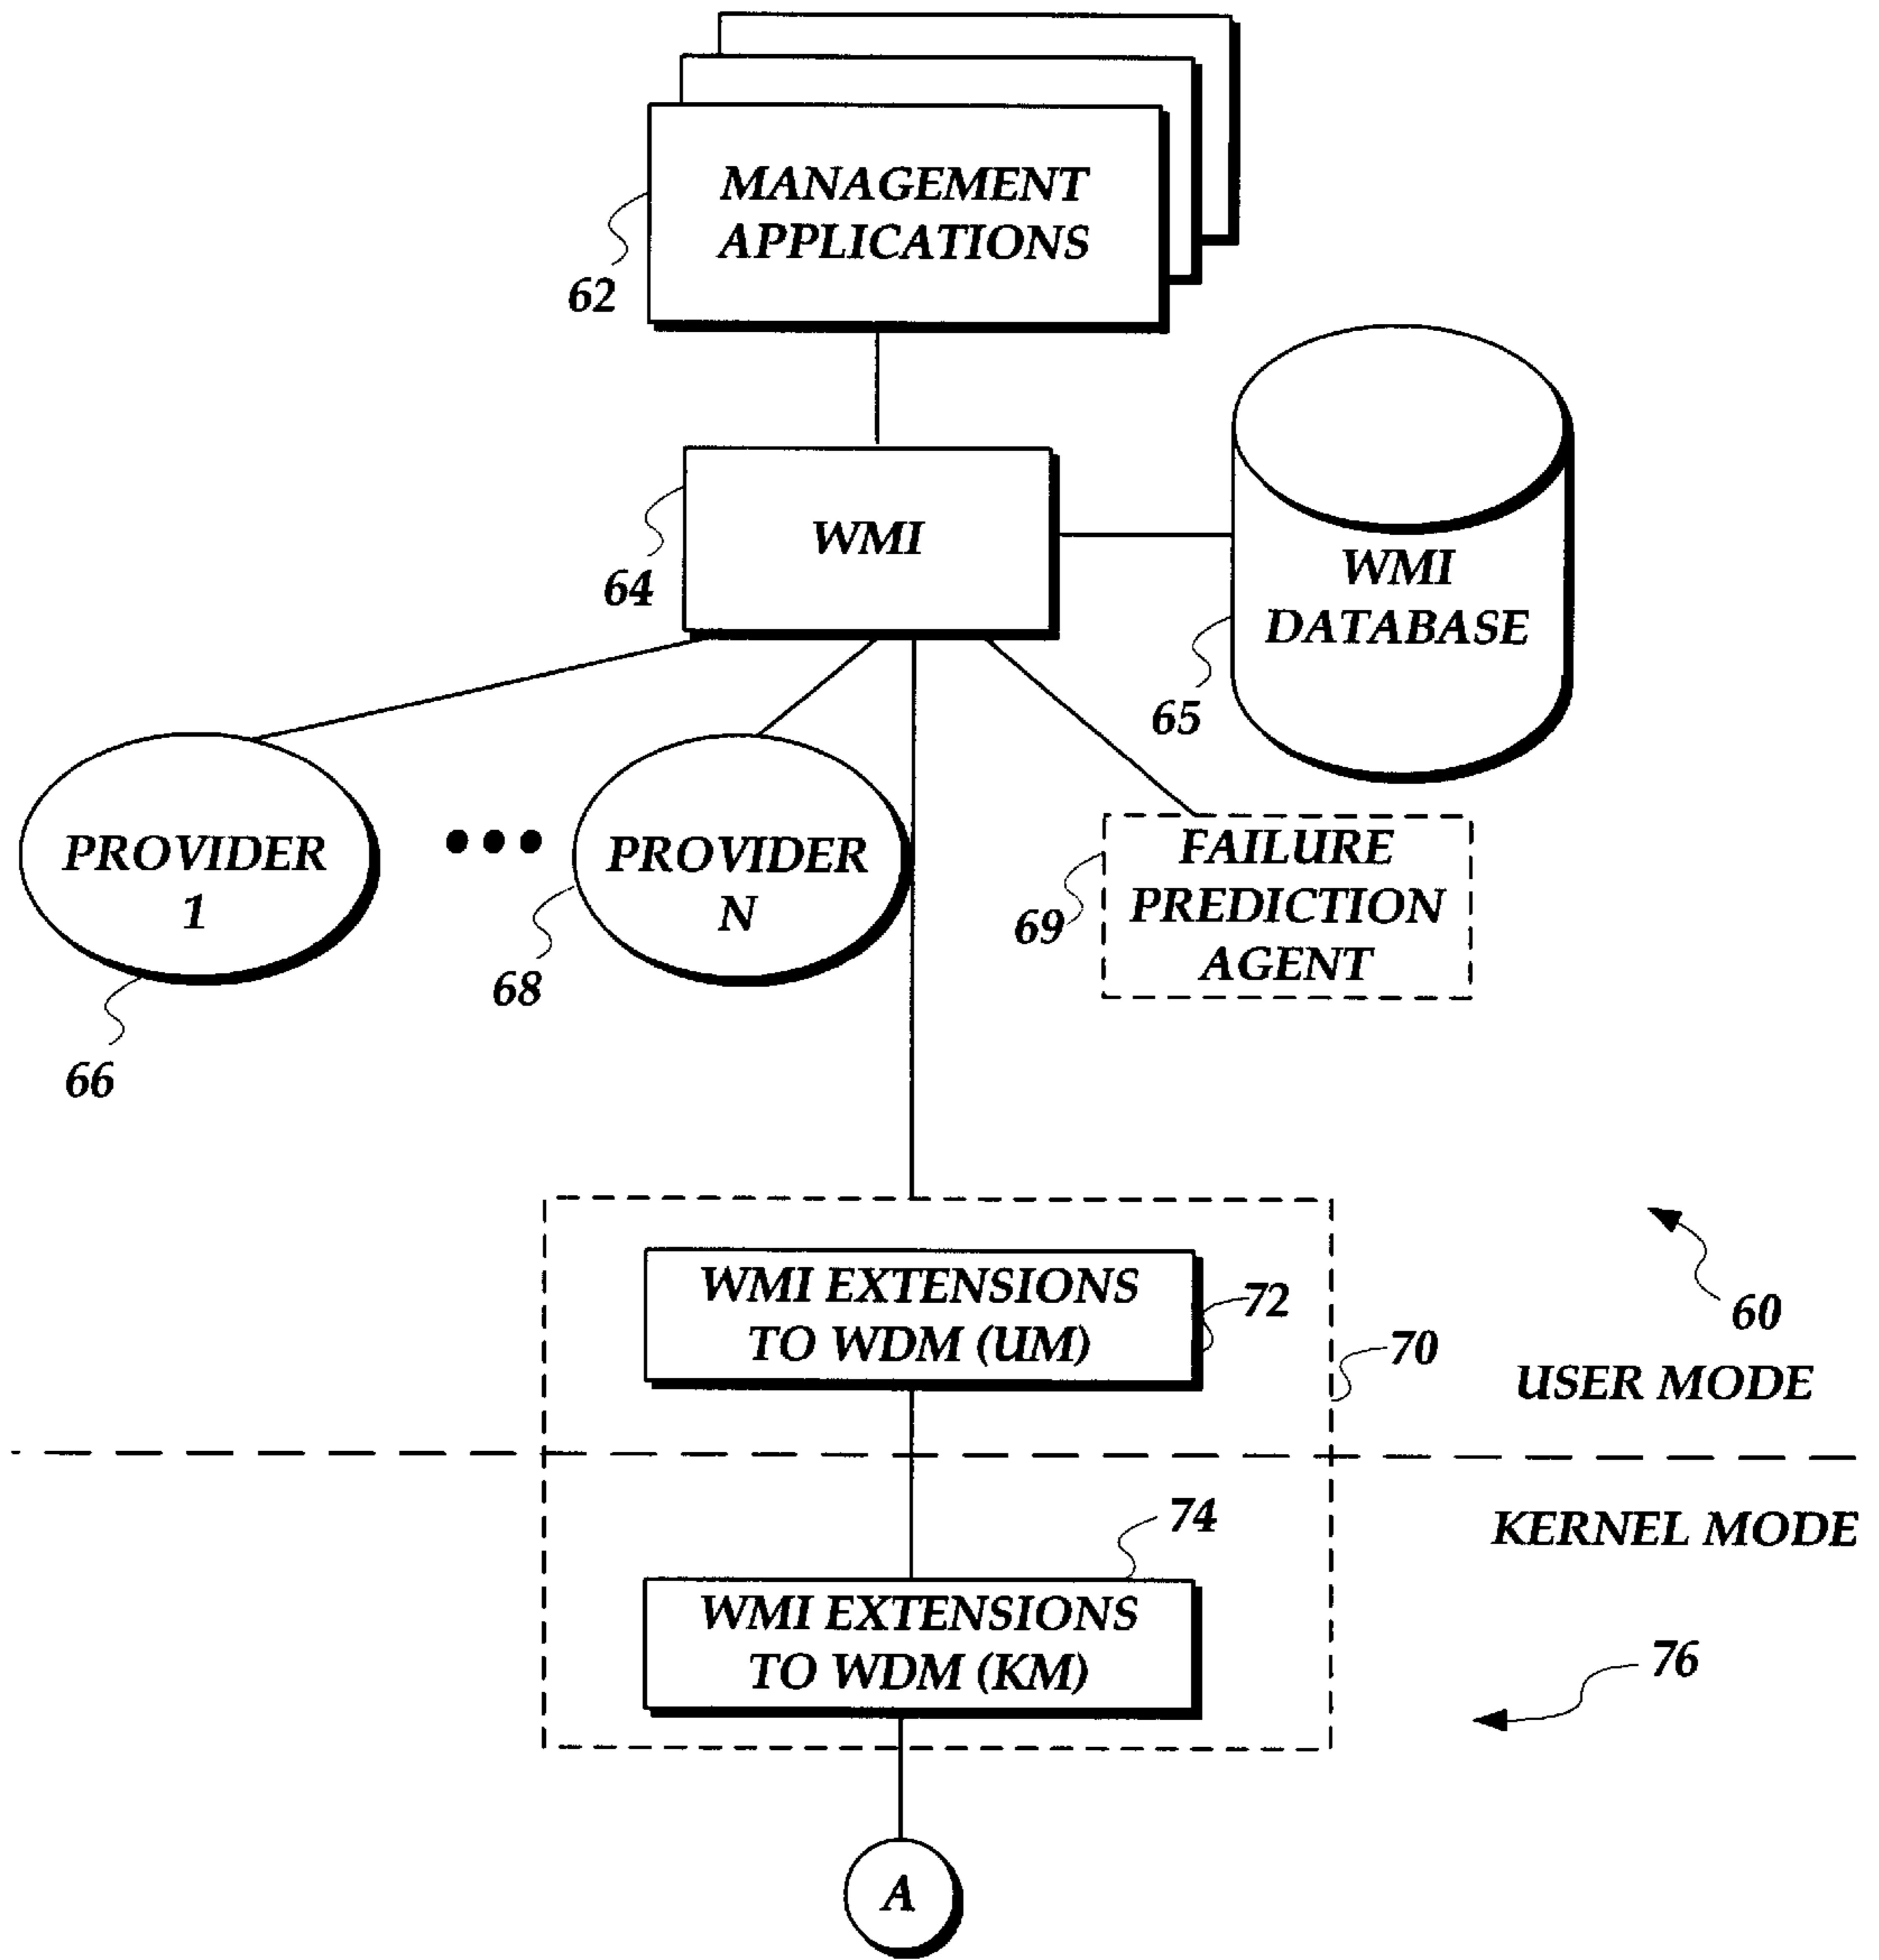 MANAGEMENT
APPLICATIONS
62
WMI
64
WMI
DATABASE
65
PROVIDER
1
66
PROVIDER
N
68
FAILURE
PREDICTION
AGENT
69
WMI EXTENSIONS
TO WDM (UM)
72
60
70
USER MODE
KERNEL MODE
74
WMI EXTENSIONS
TO WDM (KM)
76
A